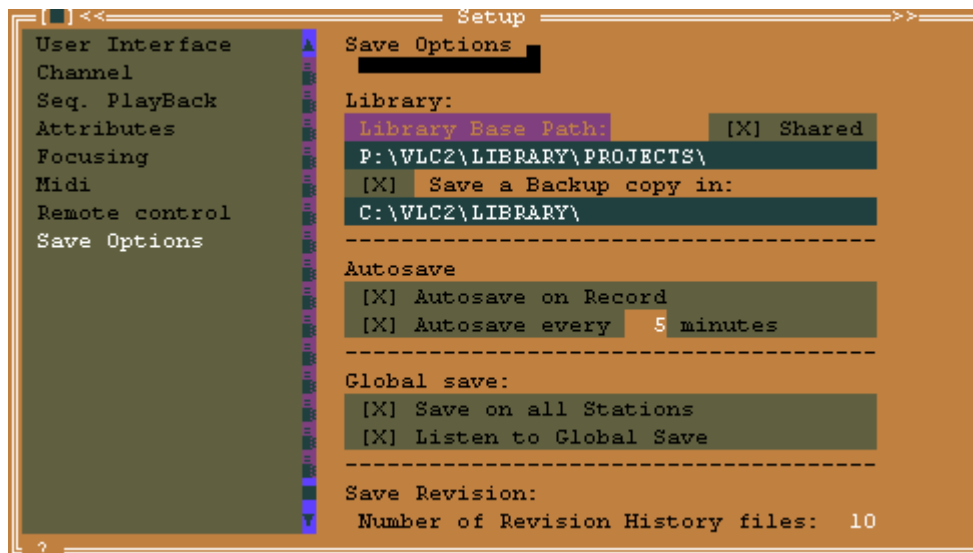 [■]<< Setup >>
User Interface
Channel
Seq. PlayBack
Attributes
Focusing
Midi
Remote control
Save Options
Save Options
Library:
Library Base Path: [X] Shared
P:\VLC2\LIBRARY\PROJECTS\
[X] Save a Backup copy in:
C:\VLC2\LIBRARY\
Autosave
[X] Autosave on Record
[X] Autosave every 5 minutes
Global save:
[X] Save on all Stations
[X] Listen to Global Save
Save Revision:
Number of Revision History files: 10
?